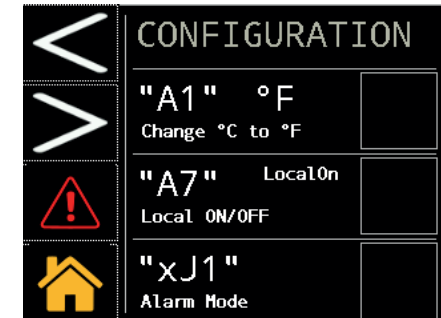 CONFIGURATION
"A1" °F
Change °C to °F
"A7" LocalOn
Local ON/OFF
"xJ1"
Alarm Mode